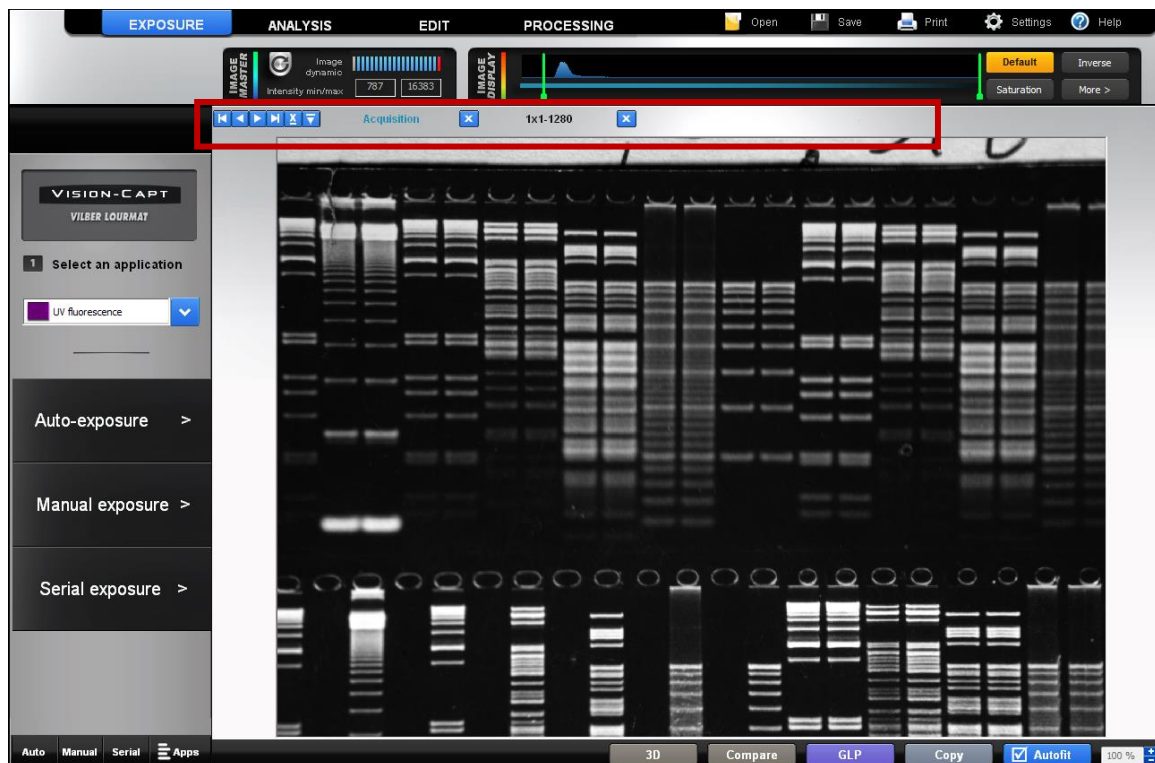 EXPOSURE ANALYSIS EDIT PROCESSING Open Save Print Settings Help
IMAGE MASTER
Image dynamic
Intensity min/max 787 16383
IMAGE DISPLAY
Default Inverse
Saturation More >
Acquisition X 1x1-1280 X
VISION-CAPT
VILBER LOURMAT
1 Select an application
UV fluorescence
Auto-exposure >
Manual exposure >
Serial exposure >
Auto Manual Serial Apps
3D Compare GLP Copy Autofit 100 %